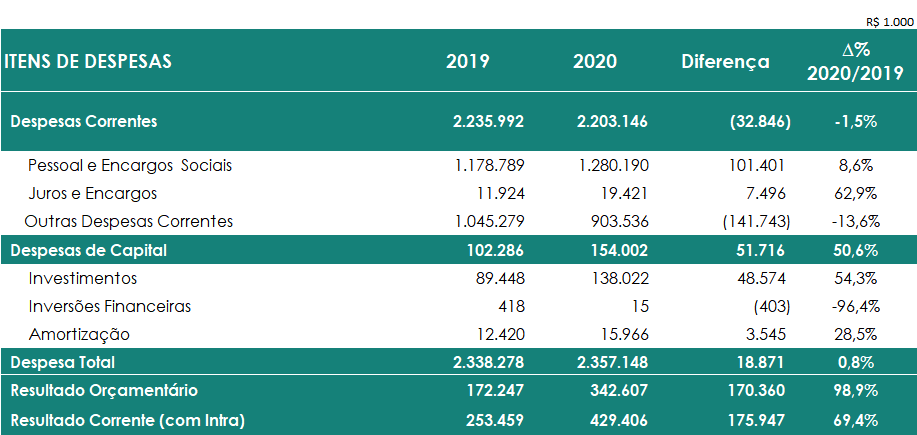 R$ 1.000
ITENS DE DESPESAS 2019 2020 Diferença Δ% 2020/2019
Despesas Correntes 2.235.992 2.203.146 (32.846) -1,5%
Pessoal e Encargos Sociais 1.178.789 1.280.190 101.401 8,6%
Juros e Encargos 11.924 19.421 7.496 62,9%
Outras Despesas Correntes 1.045.279 903.536 (141.743) -13,6%
Despesas de Capital 102.286 154.002 51.716 50,6%
Investimentos 89.448 138.022 48.574 54,3%
Inversões Financeiras 418 15 (403) -96,4%
Amortização 12.420 15.966 3.545 28,5%
Despesa Total 2.338.278 2.357.148 18.871 0,8%
Resultado Orçamentário 172.247 342.607 170.360 98,9%
Resultado Corrente (com Intra) 253.459 429.406 175.947 69,4%